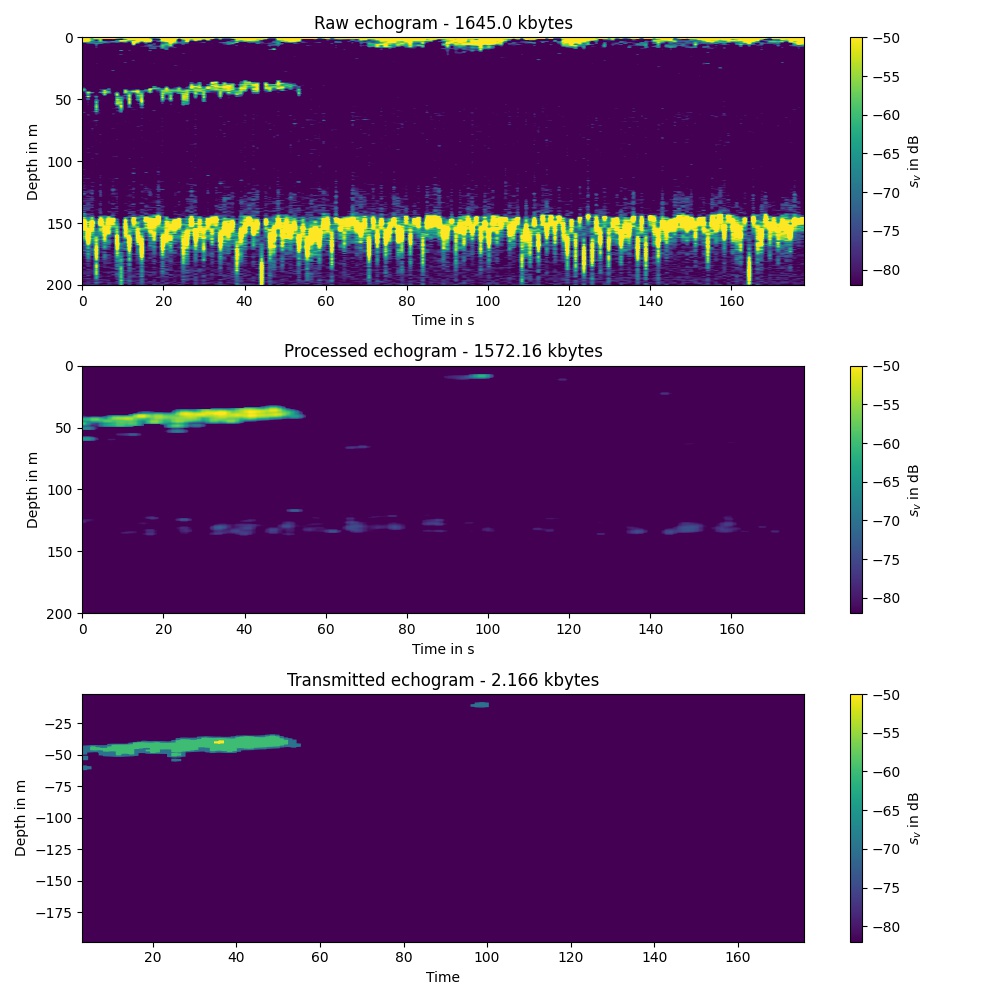 Raw echogram - 1645.0 kbytes
0
50
100
150
200
Depth in m
0 20 40 60 80 100 120 140 160
Time in s
−50
−55
−60
−65
−70
−75
−80
sv in dB
Processed echogram - 1572.16 kbytes
0
50
100
150
200
Depth in m
0 20 40 60 80 100 120 140 160
Time in s
−50
−55
−60
−65
−70
−75
−80
sv in dB
Transmitted echogram - 2.166 kbytes
−25
−50
−75
−100
−125
−150
−175
Depth in m
20 40 60 80 100 120 140 160
Time
−50
−55
−60
−65
−70
−75
−80
sv in dB